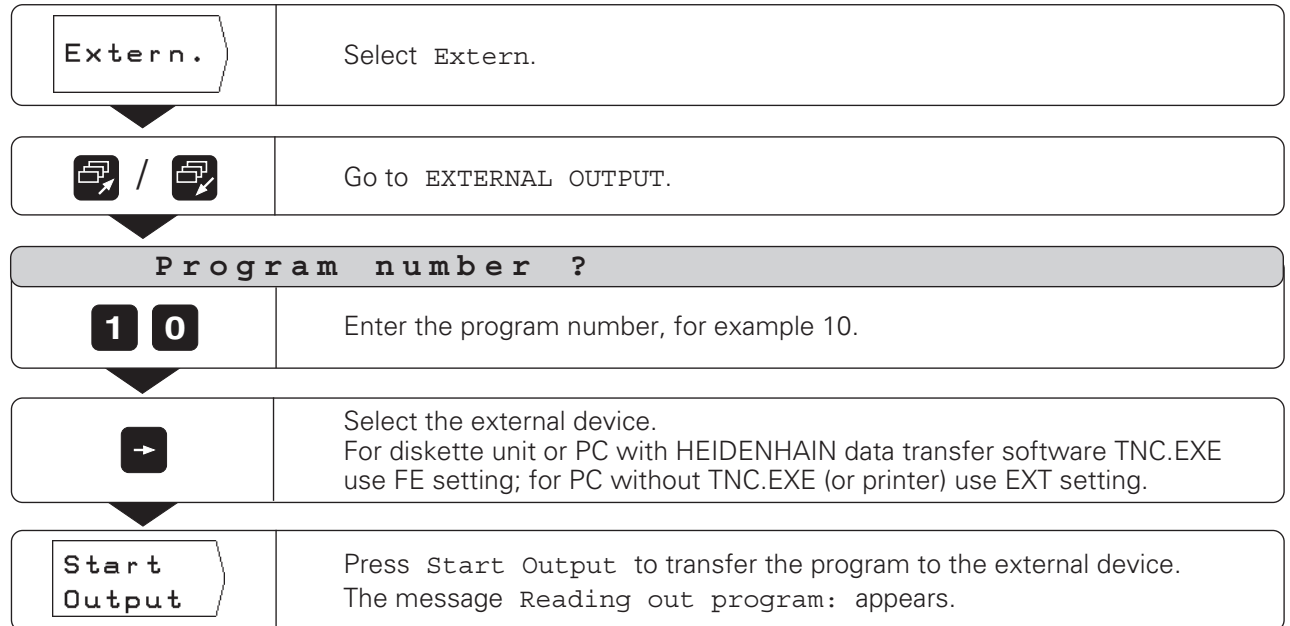 Extern.
Select Extern.
/
Go to EXTERNAL OUTPUT.
Program number ?
1 0
Enter the program number, for example 10.
Select the external device.
For diskette unit or PC with HEIDENHAIN data transfer software TNC.EXE
use FE setting; for PC without TNC.EXE (or printer) use EXT setting.
Start
Output
Press Start Output to transfer the program to the external device.
The message Reading out program: appears.